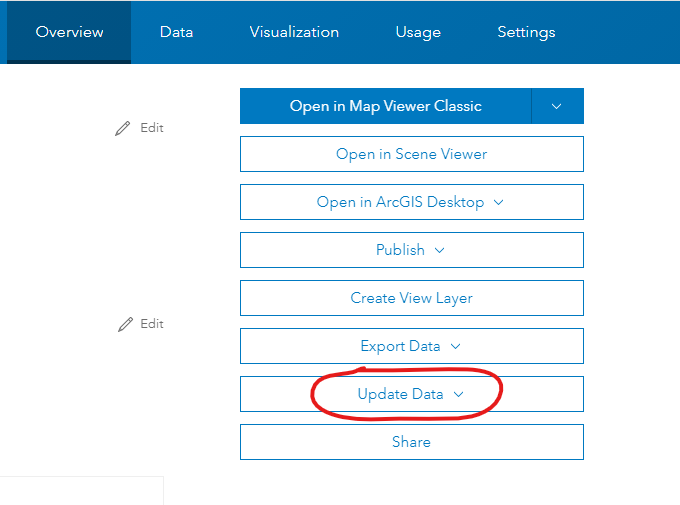 Overview Data Visualization Usage Settings
Open in Map Viewer Classic
Edit
Open in Scene Viewer
Open in ArcGIS Desktop
Publish
Create View Layer
Edit
Export Data
Update Data
Share